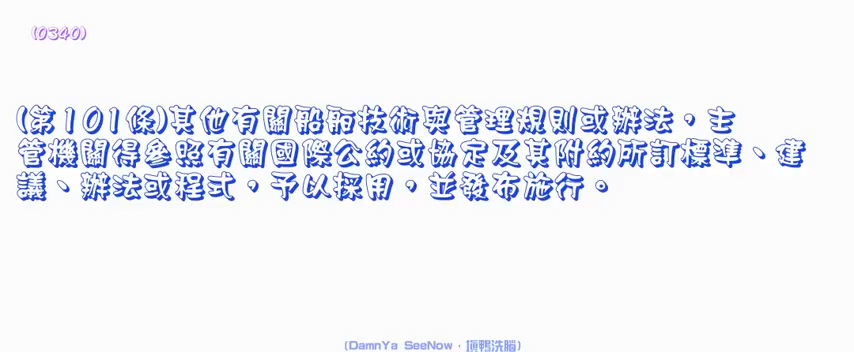 (0340)
(第101條)其他有關船舶技術與管理規則或辦法，主
管機關得參照有關國際公約或協定及其附約所訂標準、建
議、辦法或程式，予以採用，並發布施行。
(DamnYa SeeNow．擔鴨洗腦)